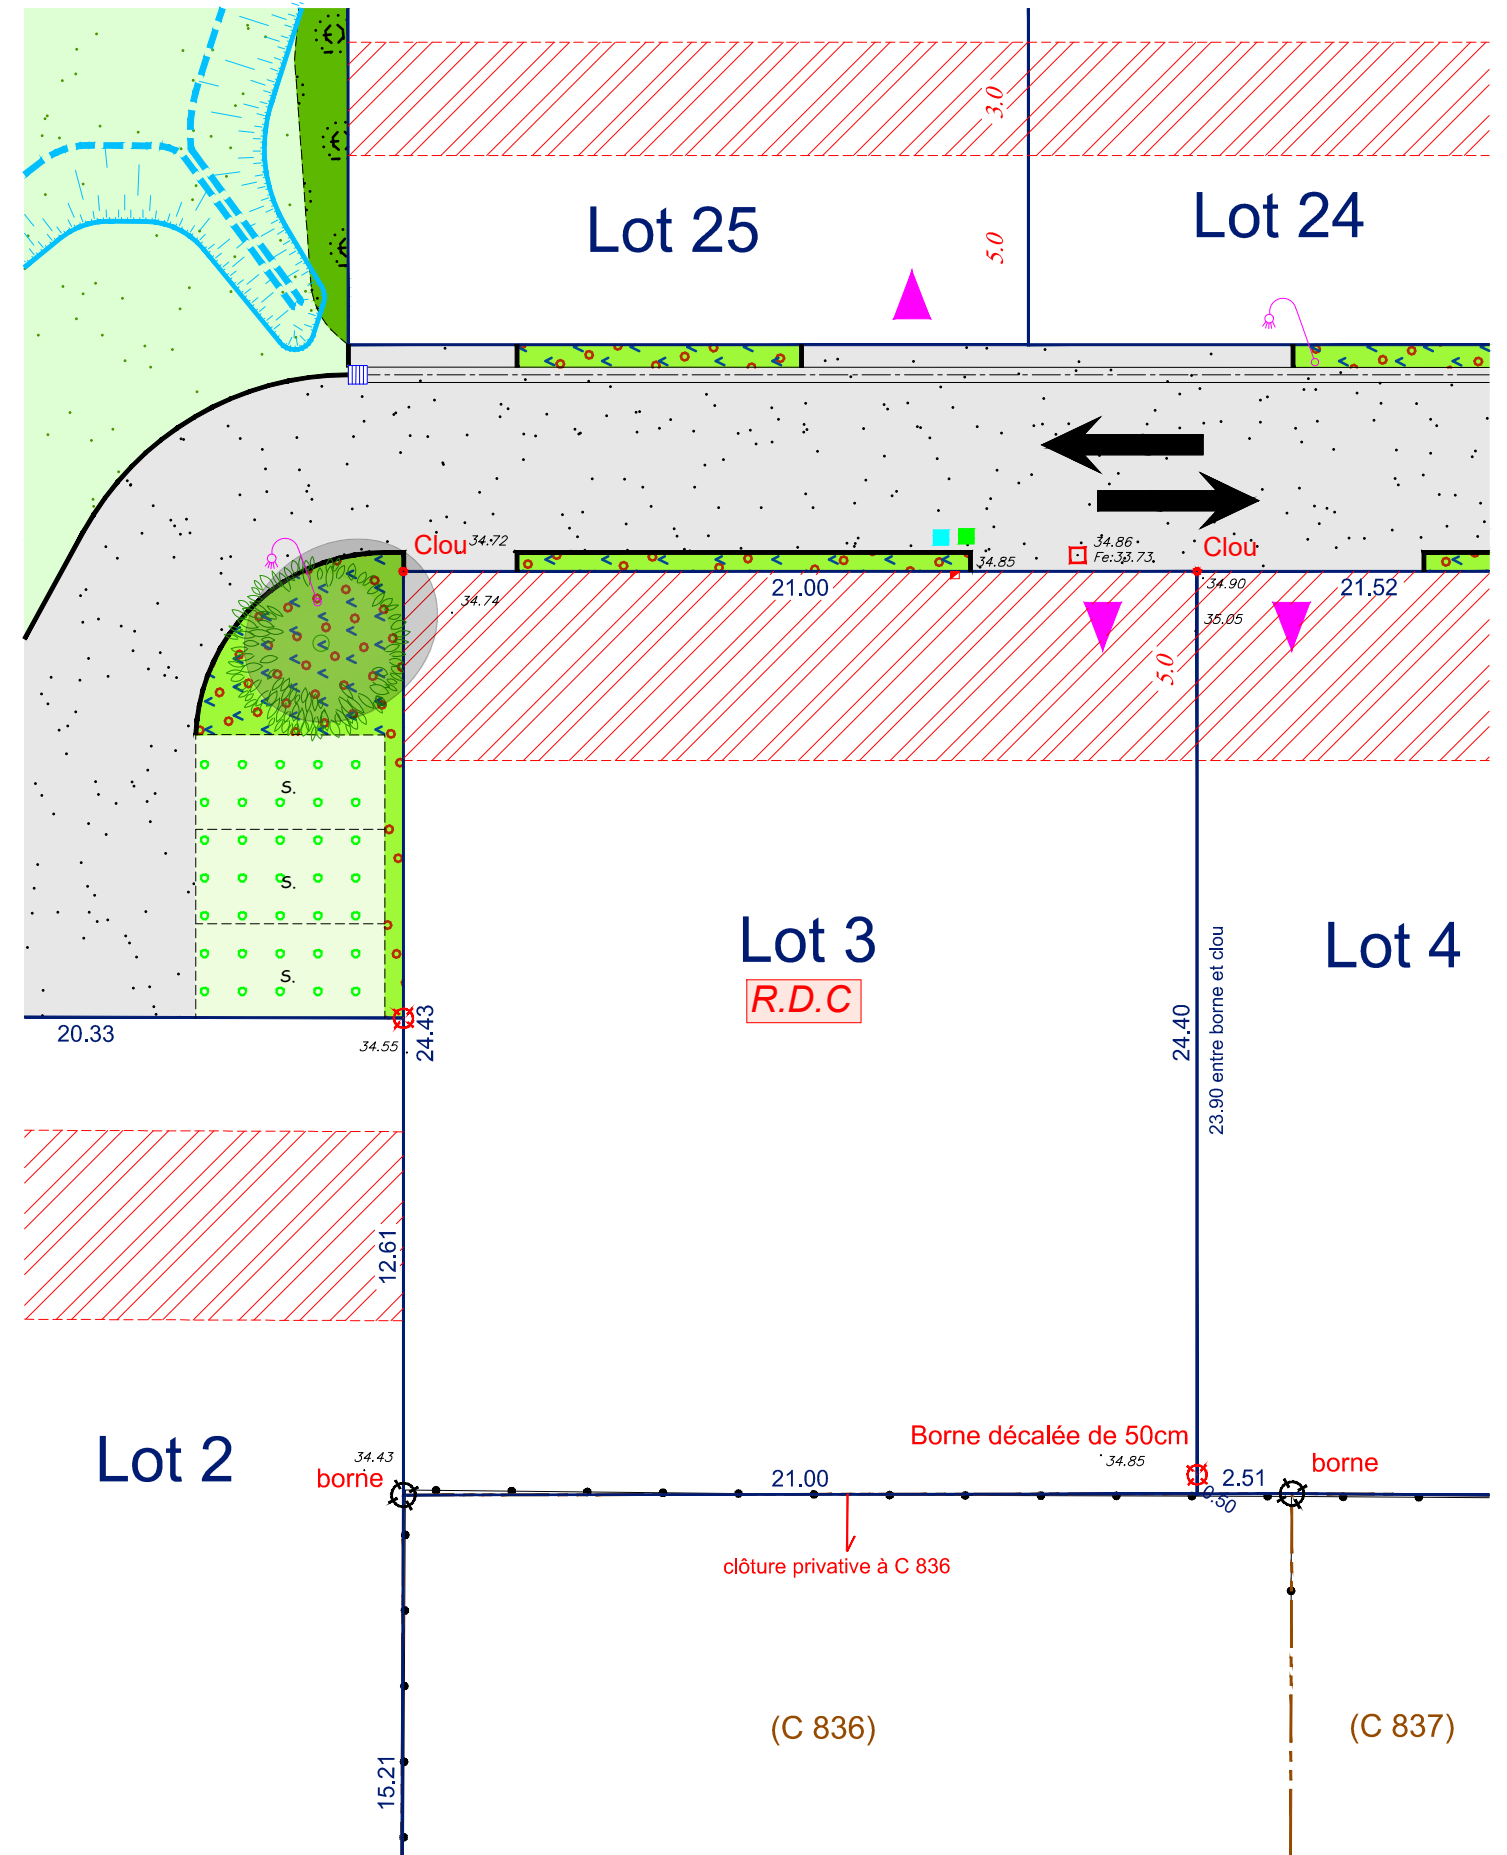 3.0
Lot 25
Lot 24
5.0
Clou
34.72
34.86
Fe:33.73
Clou
34.85
21.00
34.90
21.52
34.74
35.05
5.0
S.
S.
S.
Lot 3
R.D.C
Lot 4
20.33
34.55
24.43
24.40
23.90 entre borne et clou
12.61
Lot 2
Borne décalée de 50cm
34.43
34.85
borne
21.00
2.51
borne
0.50
clôture privative à C 836
(C 836)
(C 837)
15.21